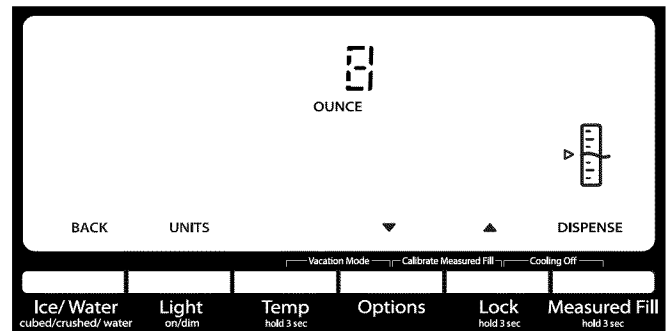 8
OUNCE
BACK UNITS DISPENSE
Vacation Mode Calibrate Measured Fill Cooling Off
Ice/ Water Light Temp Options Lock Measured Fill
cubed/crushed/ water on/dim hold 3 sec hold 3 sec hold 3 sec